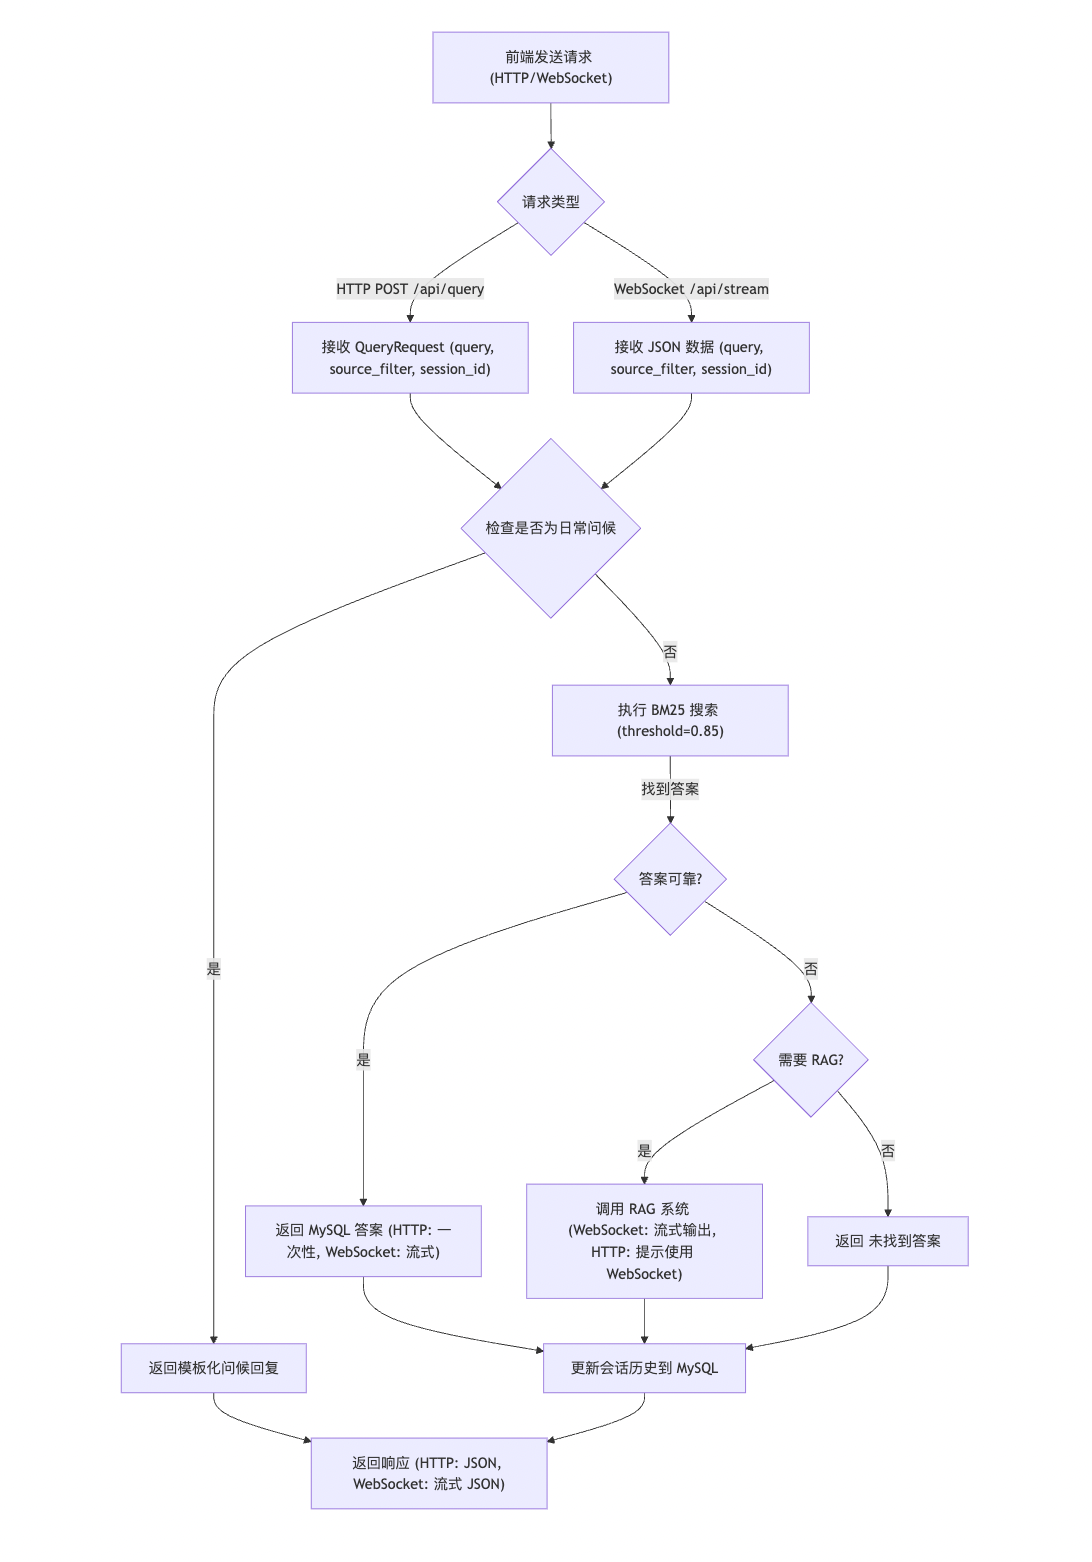 前端发送请求
(HTTP/WebSocket)
请求类型
HTTP POST /api/query
WebSocket /api/stream
接收 QueryRequest (query,
source_filter, session_id)
接收 JSON 数据 (query,
source_filter, session_id)
检查是否为日常问候
否
执行 BM25 搜索
(threshold=0.85)
找到答案
答案可靠?
是
否
是
需要 RAG?
是
否
返回 MySQL 答案 (HTTP: 一
次性, WebSocket: 流式)
调用 RAG 系统
(WebSocket: 流式输出,
HTTP: 提示使用
WebSocket)
返回 未找到答案
返回模板化问候回复
更新会话历史到 MySQL
返回响应 (HTTP: JSON,
WebSocket: 流式 JSON)